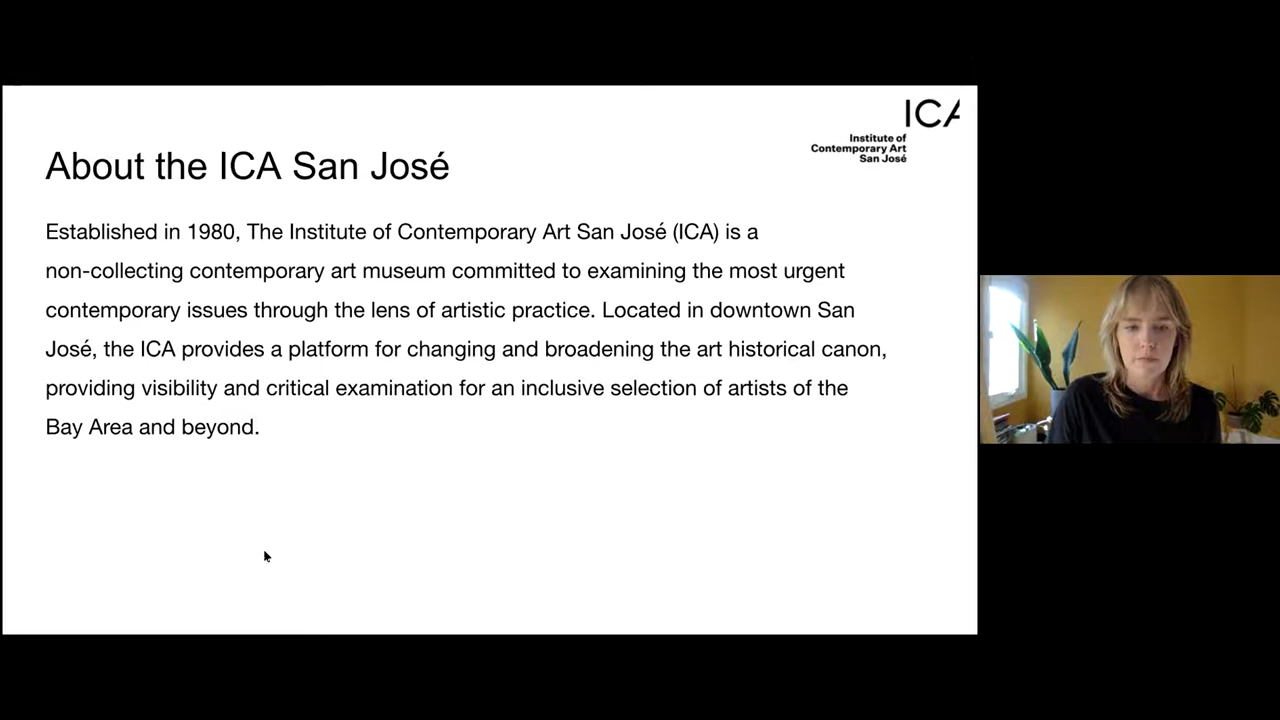 ICA
Institute of
Contemporary Art
San José
About the ICA San José
Established in 1980, The Institute of Contemporary Art San José (ICA) is a
non-collecting contemporary art museum committed to examining the most urgent
contemporary issues through the lens of artistic practice. Located in downtown San
José, the ICA provides a platform for changing and broadening the art historical canon,
providing visibility and critical examination for an inclusive selection of artists of the
Bay Area and beyond.